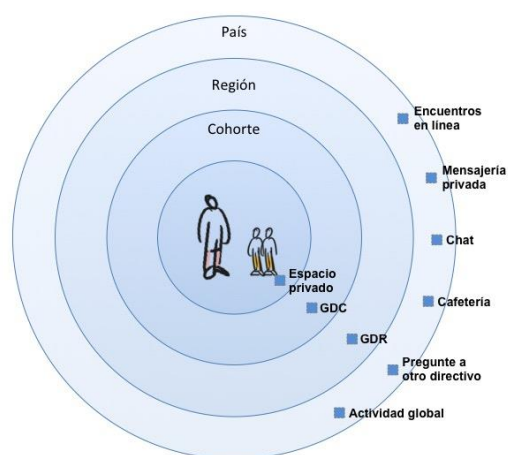 País
Región
Cohorte
Encuentros
en línea
Mensajería
privada
Chat
Espacio
privado
Cafetería
GDC
GDR
Pregunte a
otro directivo
Actividad global